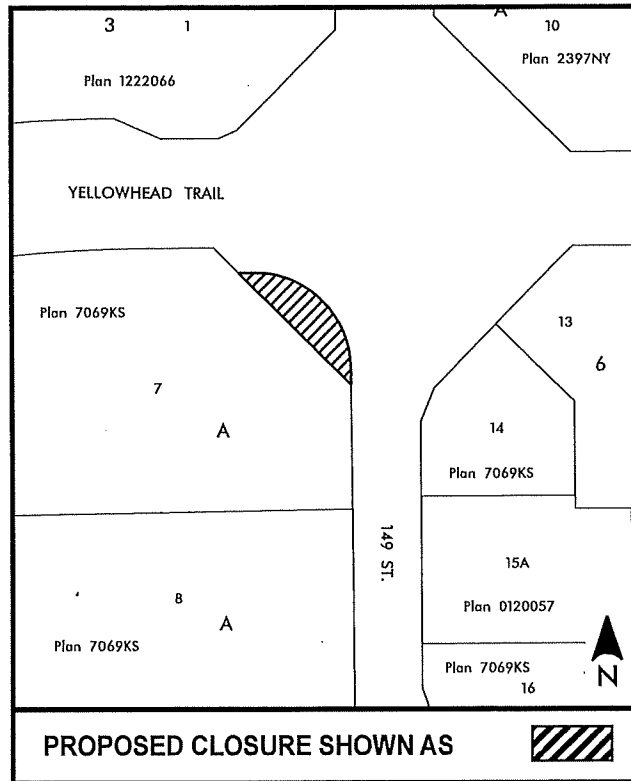 3 1
Plan 1222066
A 10
Plan 2397NY
YELLOWHEAD TRAIL
Plan 7069KS
7
A
13
6
14
Plan 7069KS
149 ST.
15A
Plan 0120057
8
A
Plan 7069KS
Plan 7069KS
16
N
PROPOSED CLOSURE SHOWN AS